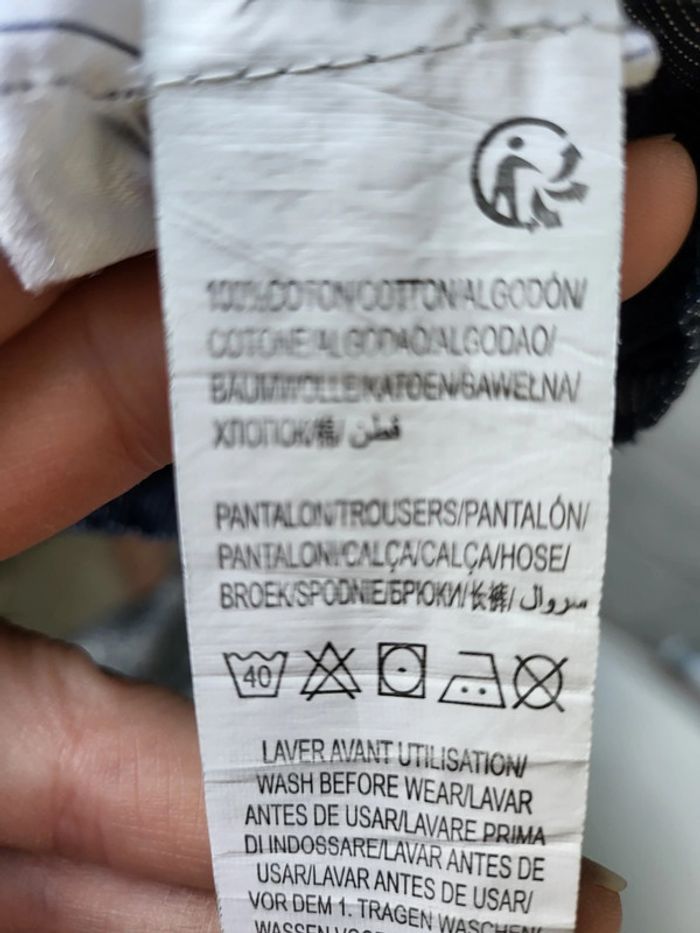 100%COTON/COTTON/ALGODÓN/
COTONE/ALGODAO/ALGODAO/
BAUMWOLLE/KATOEN/BAWEŁNA/
ХЛОПОК/棉/ قطن
PANTALON/TROUSERS/PANTALÓN/
PANTALONI/CALÇA/CALÇA/HOSE/
BROEK/SPODNIE/БРЮКИ/长裤/ سروال
40
LAVER AVANT UTILISATION/
WASH BEFORE WEAR/LAVAR
ANTES DE USAR/LAVARE PRIMA
DI INDOSSARE/LAVAR ANTES DE
USAR/LAVAR ANTES DE USAR/
VOR DEM 1. TRAGEN WASCHEN/